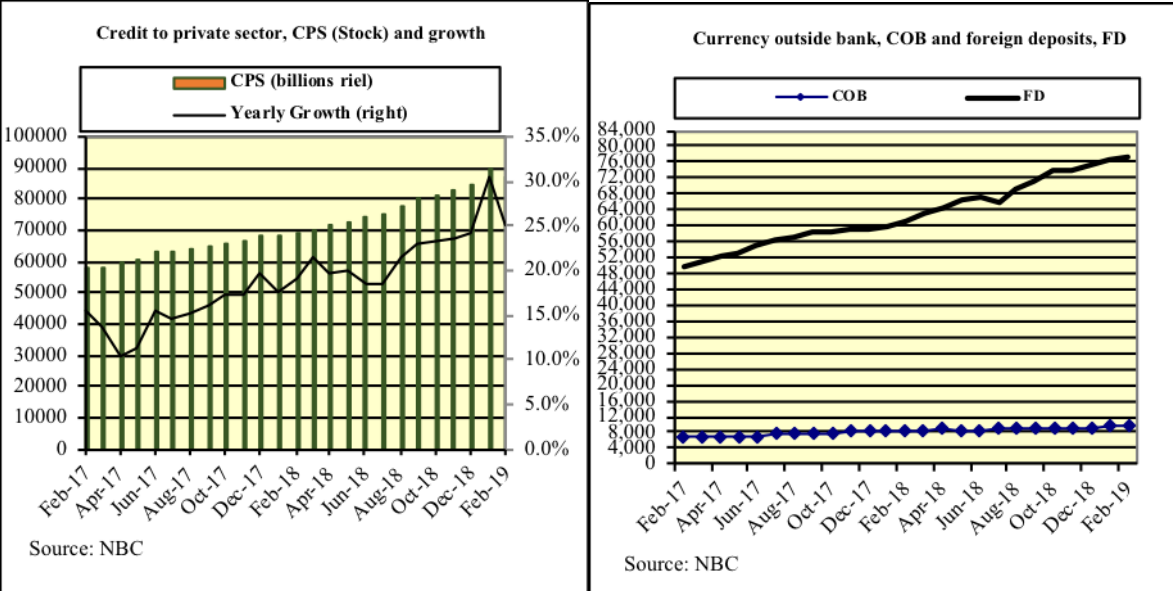 Credit to private sector, CPS (Stock) and growth
CPS (billions riel)
Yearly Growth (right)
100000
90000
80000
70000
60000
50000
40000
30000
20000
10000
0
35.0%
30.0%
25.0%
20.0%
15.0%
10.0%
5.0%
0.0%
Feb-17
Apr-17
Jun-17
Aug-17
Oct-17
Dec-17
Feb-18
Apr-18
Jun-18
Aug-18
Oct-18
Dec-18
Feb-19
Source: NBC
Currency outside bank, COB and foreign deposits, FD
COB
FD
84,000
80,000
76,000
72,000
68,000
64,000
60,000
56,000
52,000
48,000
44,000
40,000
36,000
32,000
28,000
24,000
20,000
16,000
12,000
8,000
4,000
0
Feb-17
Apr-17
Jun-17
Aug-17
Oct-17
Dec-17
Feb-18
Apr-18
Jun-18
Aug-18
Oct-18
Dec-18
Feb-19
Source: NBC